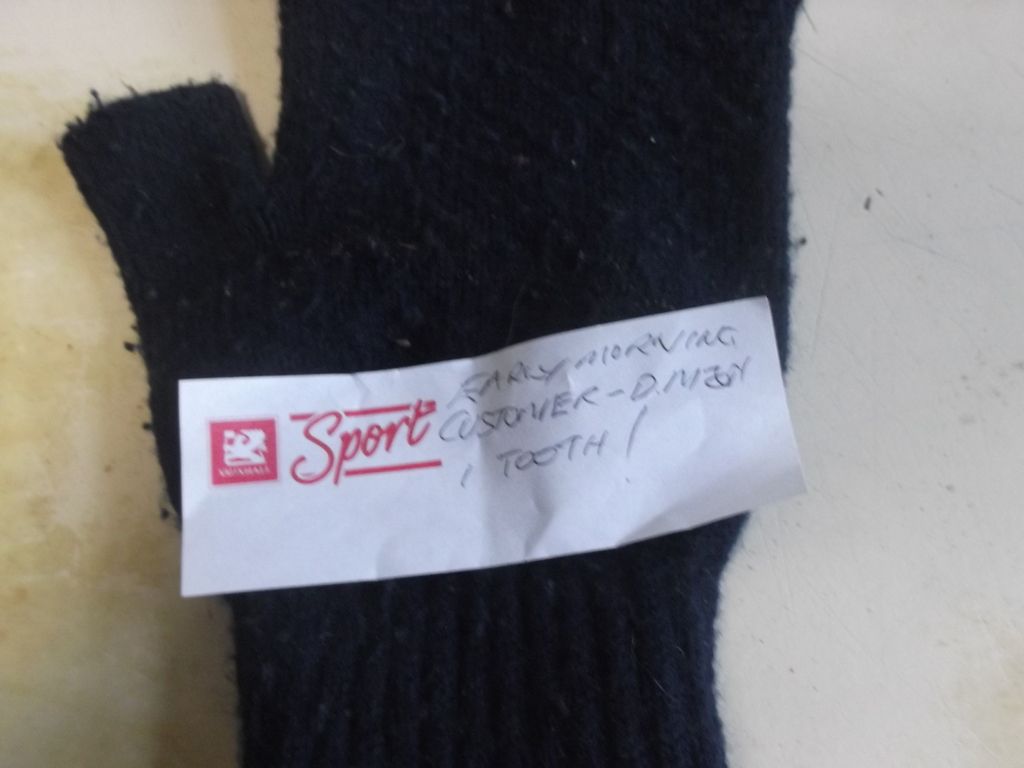 VAUXHALL
Sport
EARLY MORNING
CUSTOMER - D.
1 TOOTH!